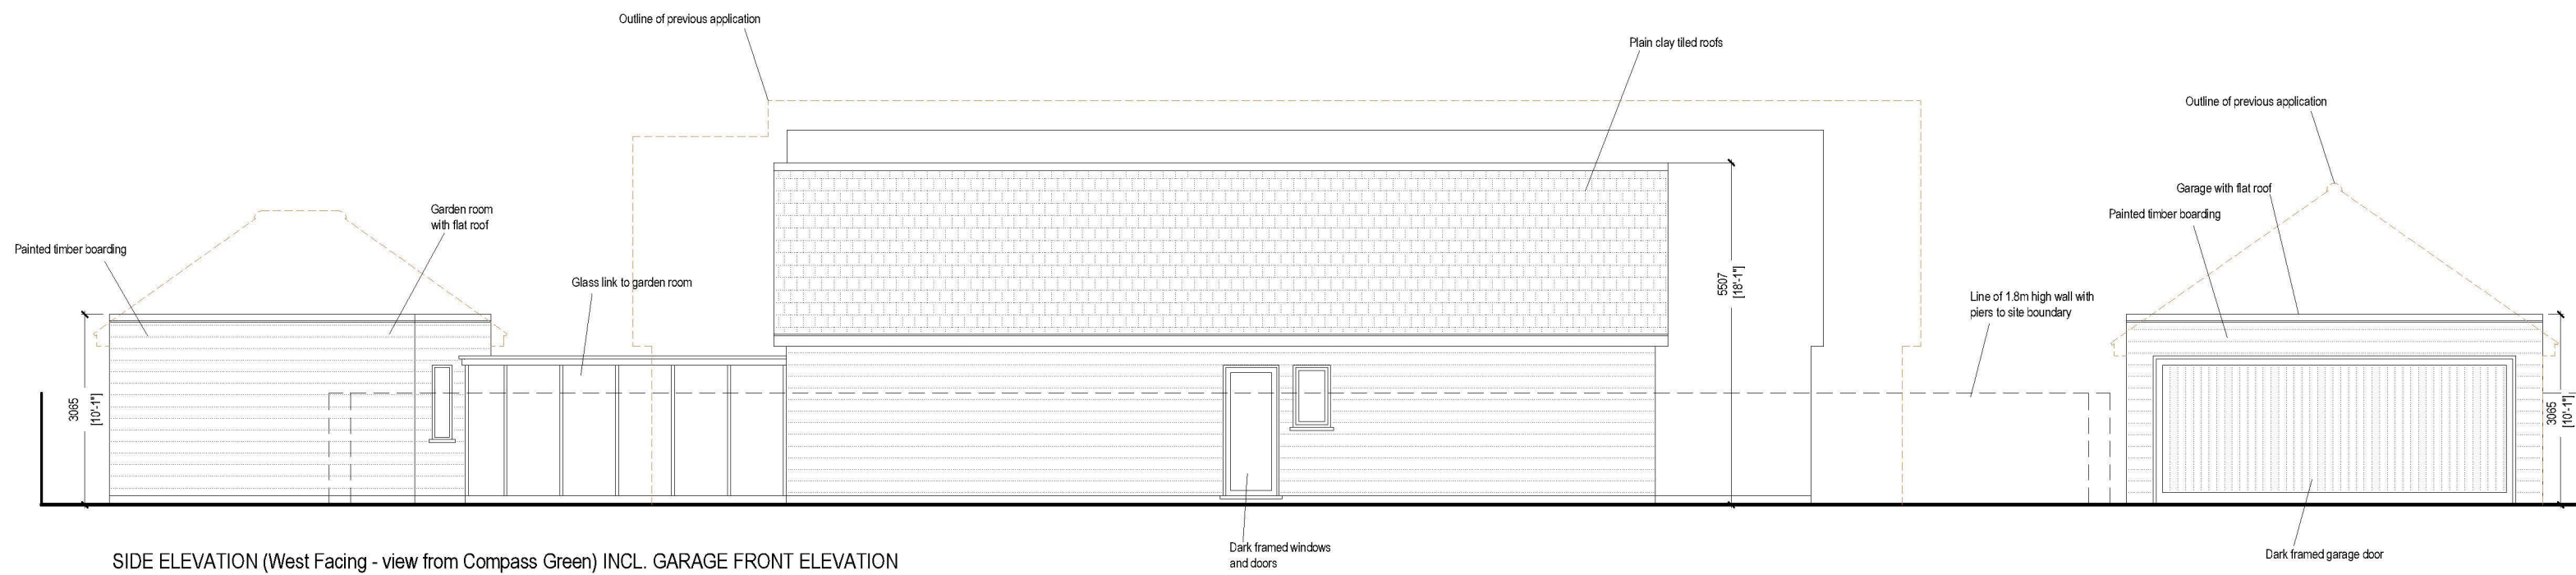 Outline of previous application
Plain clay tiled roofs
Outline of previous application
Garage with flat roof
Garden room
with flat roof
Painted timber boarding
Painted timber boarding
Glass link to garden room
5507
[18'-1"]
Line of 1.8m high wall with
piers to site boundary
3065
[10'-1"]
3065
[10'-1"]
Dark framed windows
and doors
Dark framed garage door
SIDE ELEVATION (West Facing - view from Compass Green) INCL. GARAGE FRONT ELEVATION